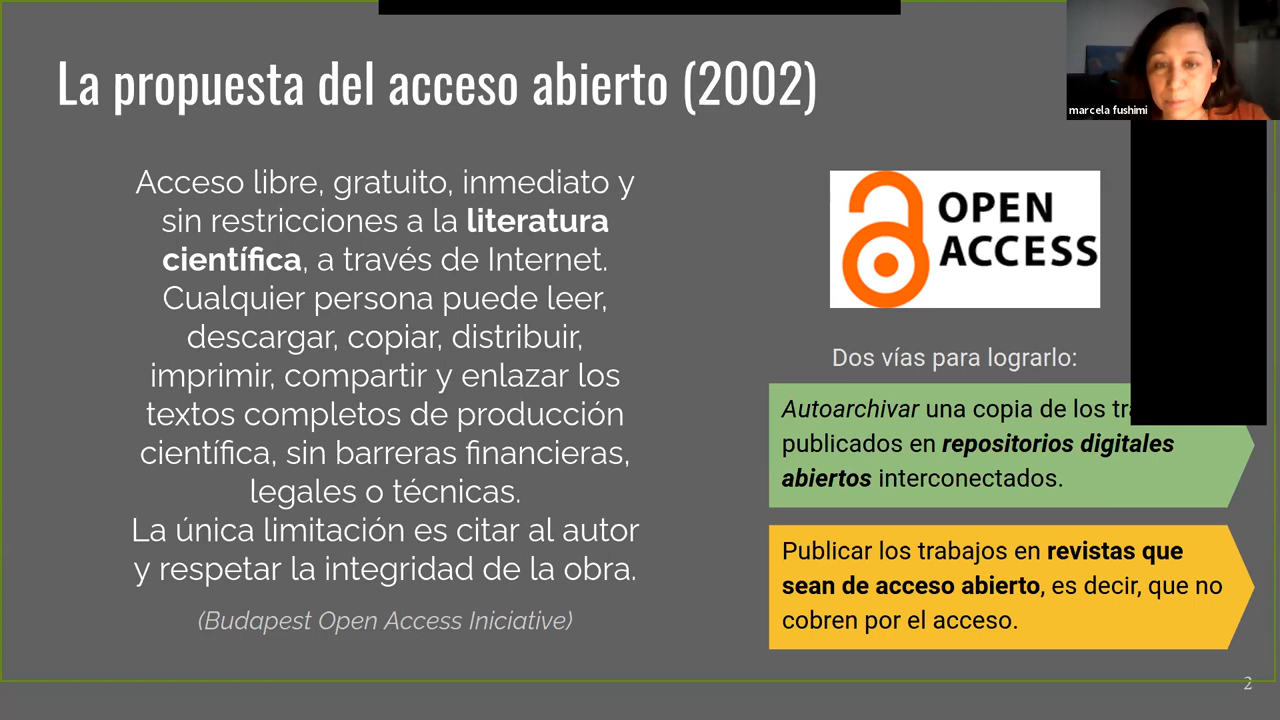 La propuesta del acceso abierto (2002)
marcela fushimi
Acceso libre, gratuito, inmediato y
sin restricciones a la literatura
científica, a través de Internet.
Cualquier persona puede leer,
descargar, copiar, distribuir,
imprimir, compartir y enlazar los
textos completos de producción
científica, sin barreras financieras,
legales o técnicas.
La única limitación es citar al autor
y respetar la integridad de la obra.
(Budapest Open Access Iniciative)
OPEN
ACCESS
Dos vías para lograrlo:
Autoarchivar una copia de los
publicados en repositorios digitales
abiertos interconectados.
Publicar los trabajos en revistas que
sean de acceso abierto, es decir, que no
cobren por el acceso.
2